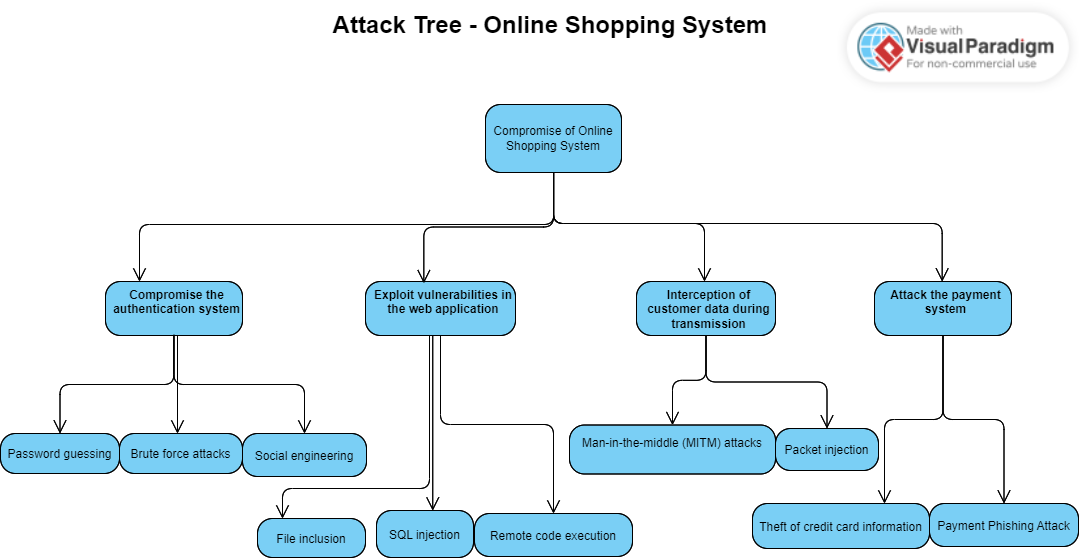 Attack Tree - Online Shopping System
Made with
Visual Paradigm
For non-commercial use
Compromise of Online
Shopping System
Compromise the
authentication system
Exploit vulnerabilities in
the web application
Interception of
customer data during
transmission
Attack the payment
system
Password guessing
Brute force attacks
Social engineering
Man-in-the-middle (MITM) attacks
Packet injection
File inclusion
SQL injection
Remote code execution
Theft of credit card information
Payment Phishing Attack